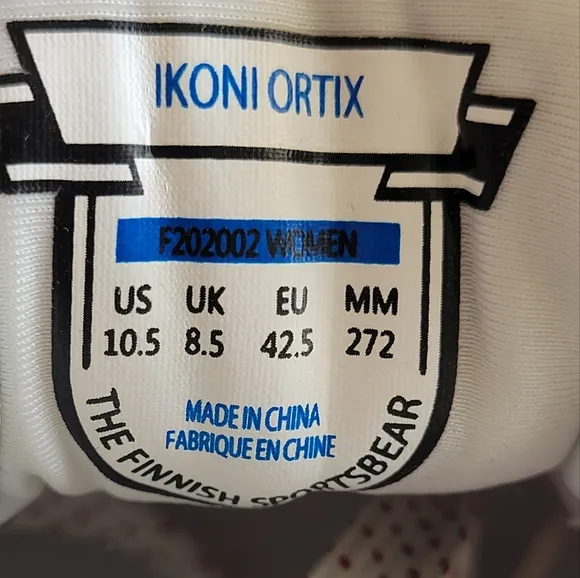 IKONI ORTIX
F202002 WOMEN
US UK EU MM
10.5 8.5 42.5 272
MADE IN CHINA
FABRIQUE EN CHINE
THE FINNISH SPORTSBEAR